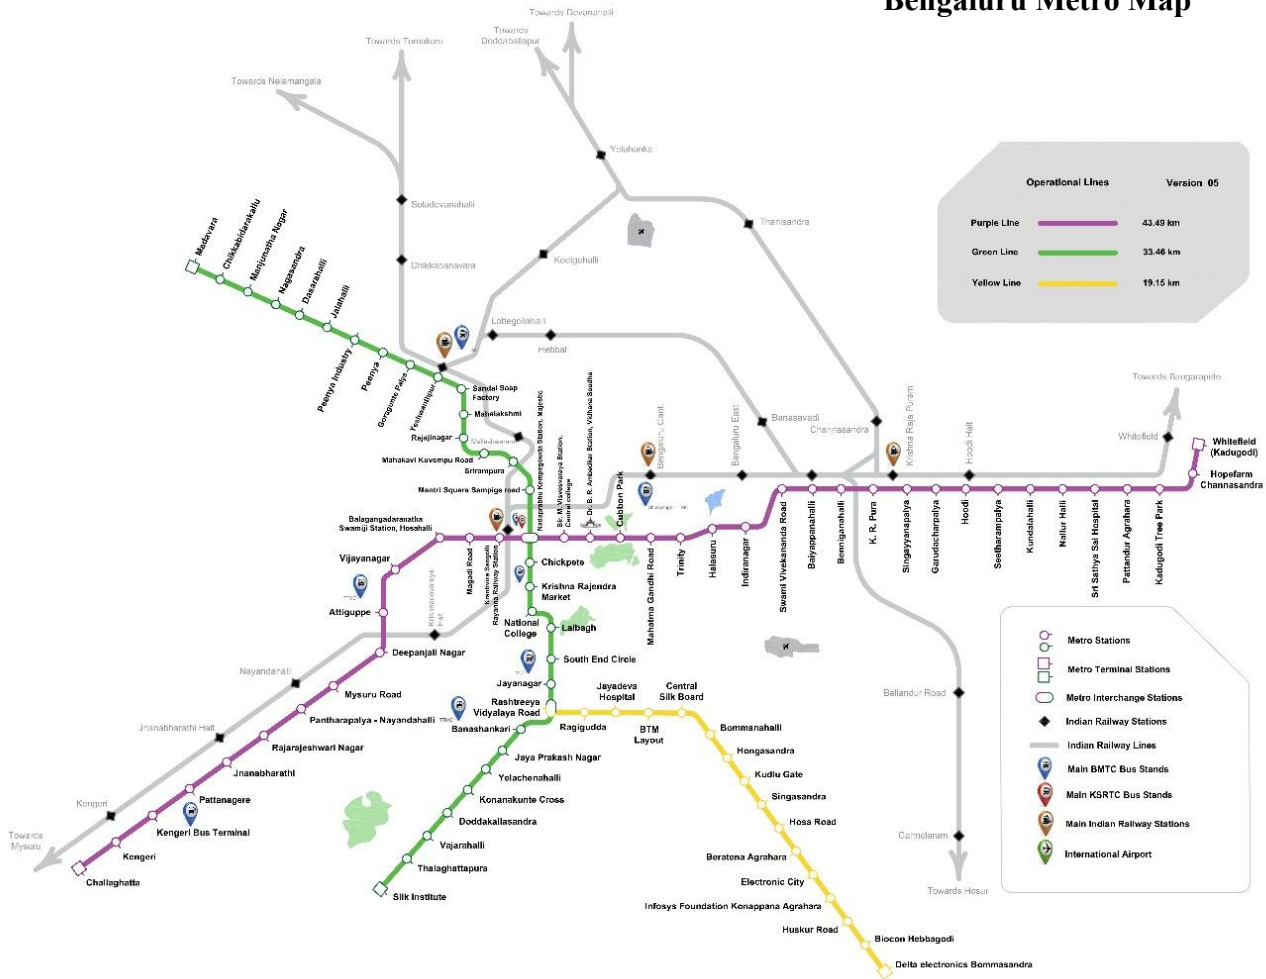 Bengaluru Metro Map
Towards Devanahalli
Towards
Doddaballapur
Towards Tumakuru
Towards Nelamangala
Yelahanka
Soladevanahalli
Thanisandra
Chikkabanavara
Kodigehalli
Lottegollahalli
Hebbal
Operational Lines
Version 05
Purple Line
43.49 km
Green Line
33.46 km
Yellow Line
19.15 km
Madavara
Chikkabidarakallu
Manjunatha Nagar
Nagasandra
Dasarahalli
Jalahalli
Peenya Industry
Peenya
Goragunte Palya
Yeshwanthpur
Sandal Soap
Factory
Mahalakshmi
Rajajinagar
Mahakavi Kuvempu Road
Srirampura
Mantri Square Sampige road
Nadaprabhu Kempegowda Station, Majestic
Sir. M. Visvesvaraya Station,
Central college
Dr. B. R. Ambedkar Station, Vidhana Soudha
Cubbon Park
Bengaluru Cant.
Bengaluru East
Banasavadi
Channasandra
Krishna Raja Puram
Hoodi Halt
Towards Bangarapete
Whitefield
Whitefield
(Kadugodi)
Hopefarm
Channasandra
Balagangadaranatha
Swamiji Station, Hosahalli
Vijayanagar
Attiguppe
Magadi Road
Krantivira Sangolli
Rayanna Railway Station
Mahatma Gandhi Road
Trinity
Halasuru
Indiranagar
Swami Vivekananda Road
Baiyappanahalli
Benniganahalli
K. R. Pura
Singayyanapalya
Garudacharpalya
Hoodi
Seetharampalya
Kundalahalli
Nallur Halli
Sri Sathya Sai Hospital
Pattandur Agrahara
Kadugodi Tree Park
Chickpete
Krishna Rajendra
Market
National
College
Lalbagh
South End Circle
Jayanagar
Rashtreeya
Vidyalaya Road
Banashankari
Jaya Prakash Nagar
Yelachenahalli
Konanakunte Cross
Doddakallasandra
Vajarahalli
Thalaghattapura
Silk Institute
Deepanjali Nagar
Mysuru Road
Pantharapalya - Nayandahalli
Rajarajeshwari Nagar
Jnanabharathi
Pattanagere
Kengeri Bus Terminal
Kengeri
Challaghatta
Nayandahalli
Jnanabharathi Halt
Kengeri
Towards
Mysuru
Ragigudda
Jayadeva
Hospital
BTM
Layout
Central
Silk Board
Bommanahalli
Hongasandra
Kudlu Gate
Singasandra
Hosa Road
Beratena Agrahara
Electronic City
Infosys Foundation Konappana Agrahara
Huskur Road
Biocon Hebbagodi
Delta electronics Bommasandra
Bellandur Road
Carmelaram
Towards Hosur
Metro Stations
Metro Terminal Stations
Metro Interchange Stations
Indian Railway Stations
Indian Railway Lines
Main BMTC Bus Stands
Main KSRTC Bus Stands
Main Indian Railway Stations
International Airport